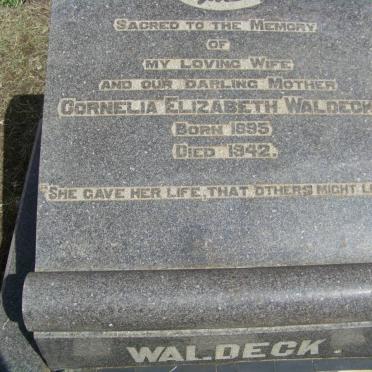 Sacred to the Memory
of
my loving Wife
and our darling Mother
Cornelia Elizabeth Waldeck
Born 1895
Died 1942.
"She gave her life, that others might
WALDECK.